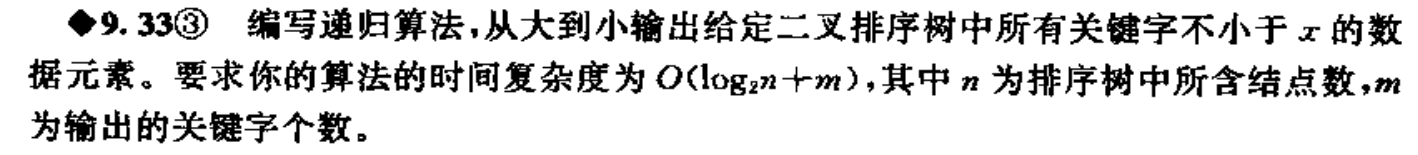 ◆9.33③ 编写递归算法,从大到小输出给定二叉排序树中所有关键字不小于 x 的数
据元素。要求你的算法的时间复杂度为 O(log₂n+m),其中 n 为排序树中所含结点数,m
为输出的关键字个数。